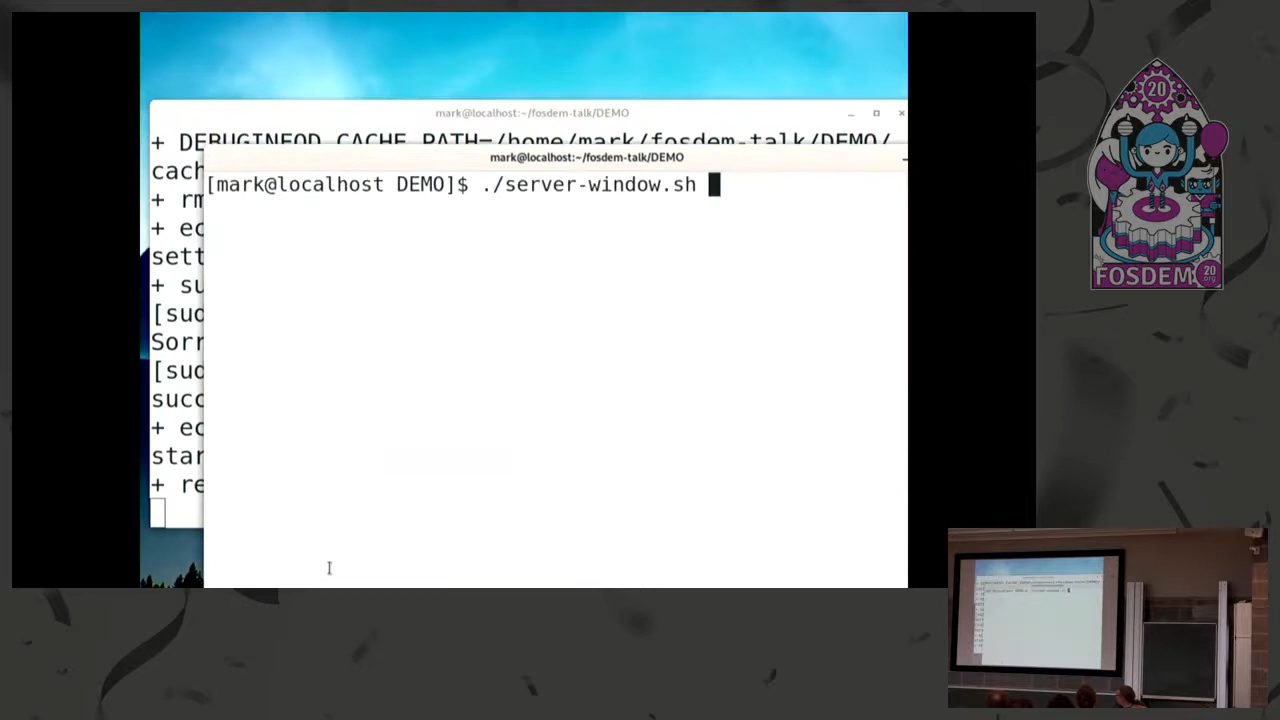 mark@localhost:~/fosdem-talk/DEMO
+ DEBUGINFOD_CACHE_PATH=/home/mark/fosdem-talk/DEMO/
cach
+ rm
+ ec
sett
+ su
[sud
Sorr
[sud
succ
+ ec
star
+ re
mark@localhost:~/fosdem-talk/DEMO
[mark@localhost DEMO]$ ./server-window.sh
20
FOSDEM
20
.org